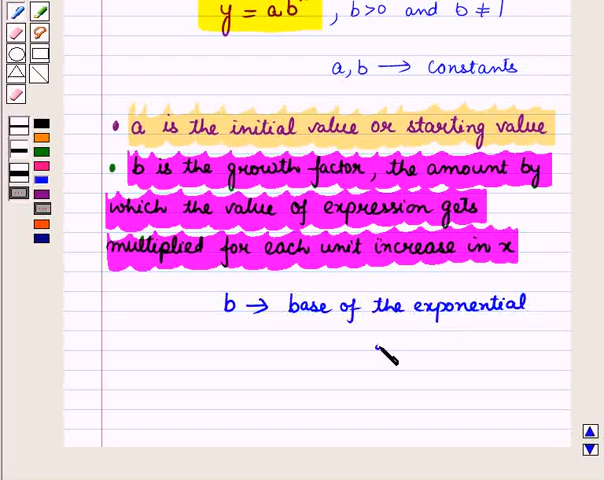 y = abˣ , b>0 and b ≠ 1
a, b → constants
• a is the initial value or starting value
• b is the growth factor, the amount by
which the value of expression gets
multiplied for each unit increase in x
b → base of the exponential